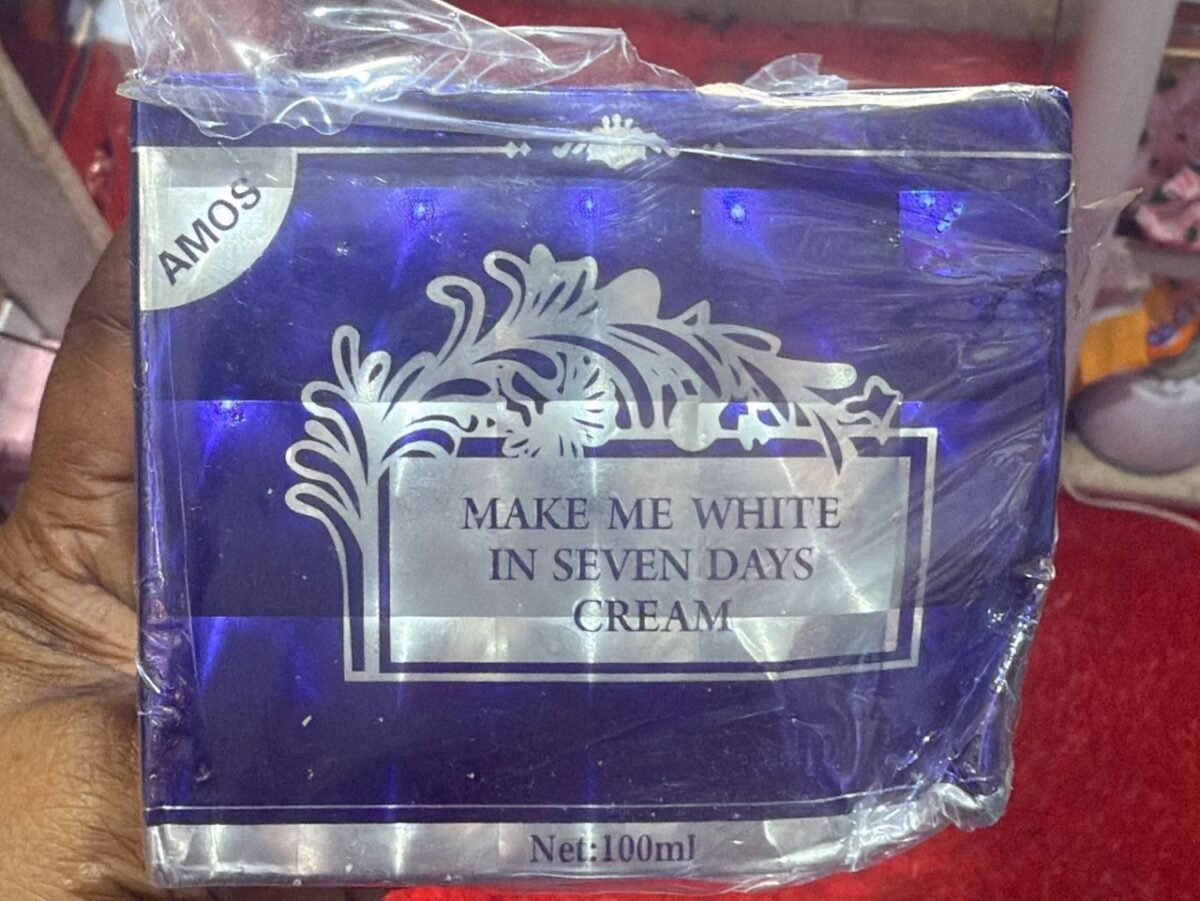 AMOS
MAKE ME WHITE
IN SEVEN DAYS
CREAM
Net:100ml